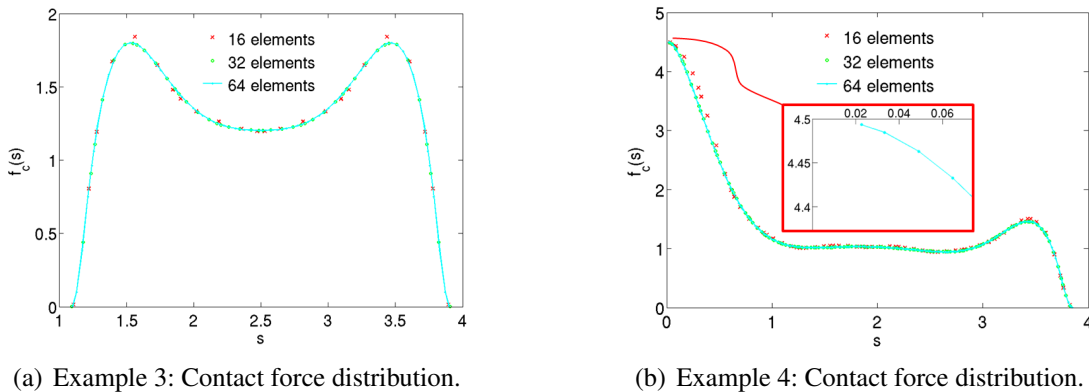 2
1.5
1
0.5
0
f_c(s)
× 16 elements
32 elements
64 elements
1 1.5 2 2.5 3 3.5 4
s
(a) Example 3: Contact force distribution.
5
4
3
2
1
0
f_c(s)
× 16 elements
32 elements
64 elements
0.02 0.04 0.06
4.5
4.45
4.4
0 1 2 3 4
s
(b) Example 4: Contact force distribution.